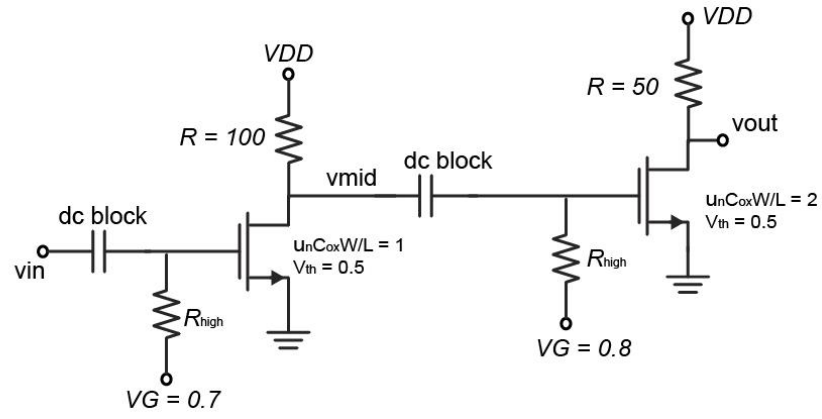 VDD
R = 50
vout
uₙCₒₓW/L = 2
Vₜₕ = 0.5
VDD
R = 100
vmid
dc block
uₙCₒₓW/L = 1
Vₜₕ = 0.5
Rhigh
VG = 0.8
dc block
vin
Rhigh
VG = 0.7